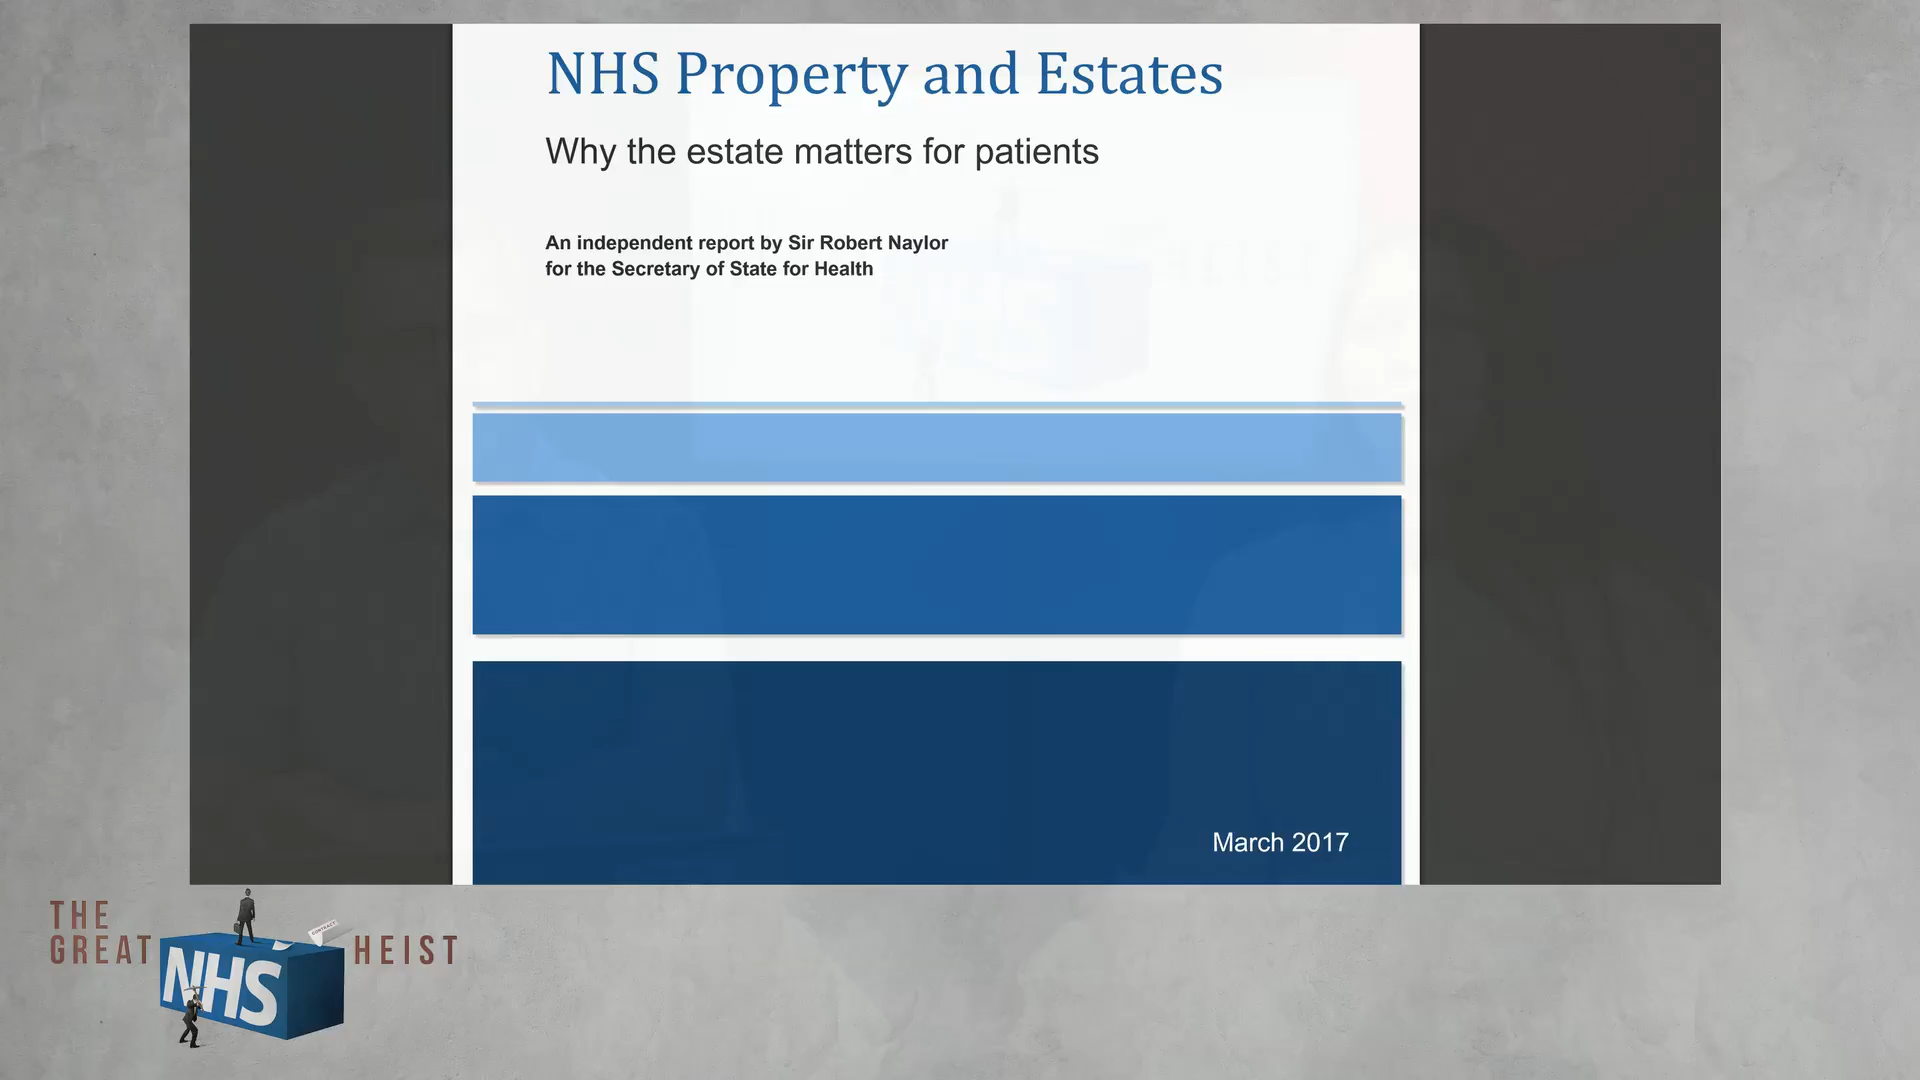 NHS Property and Estates
Why the estate matters for patients
An independent report by Sir Robert Naylor
for the Secretary of State for Health
March 2017
THE
GREAT NHS HEIST
CONTRACT